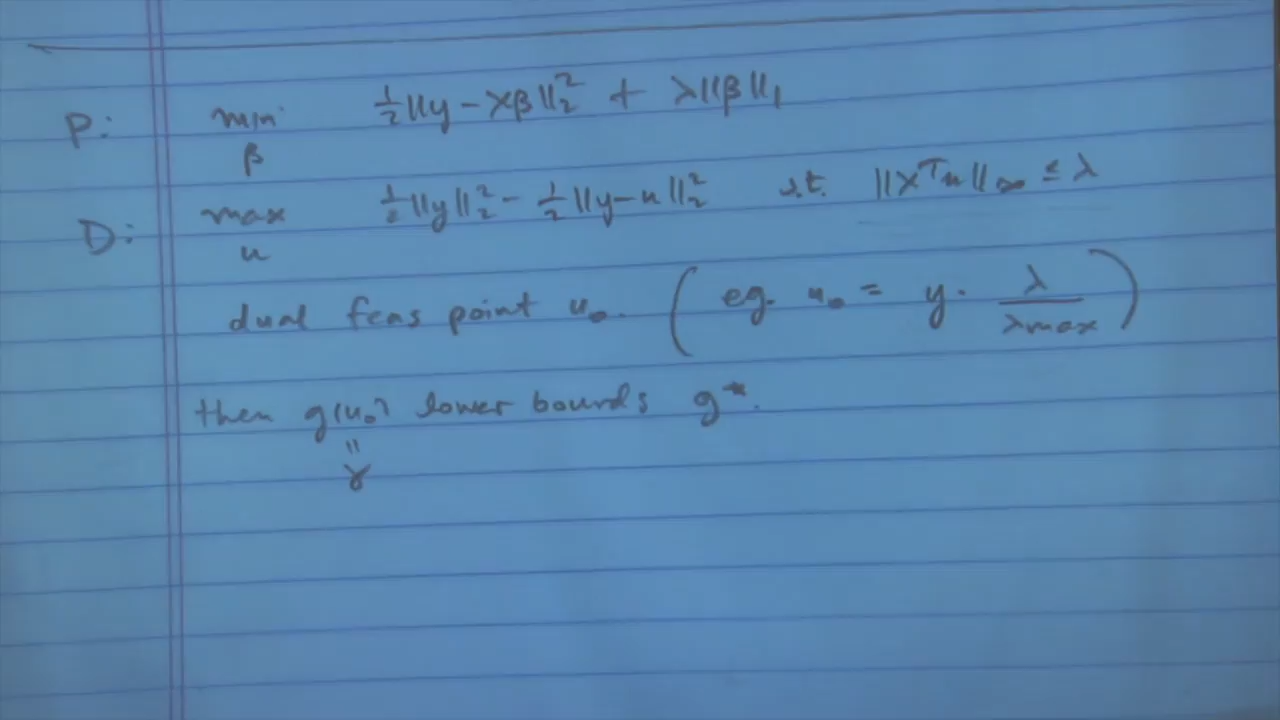 P: min ½||y - Xβ||₂² + λ||β||₁
β
D: max ½||y||₂² - ½||y-u||₂² s.t. ||Xᵀu||∞ ≤ λ
u
dual feas point u₀. (eg. u₀ = y · λ/λmax)
then g(u₀) lower bounds g*.
=
γ